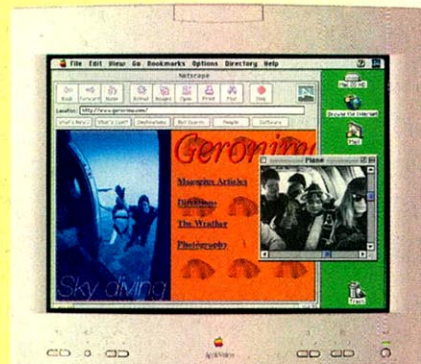 File Edit View Go Bookmarks Options Directory Help
Netscape
Back Forward Home Reload Images Open Print Find Stop
Location: http://www.geronimo.com/
What's New? What's Cool? Destinations Net Search People Software
Geronimo
Magazine Articles
Directions
The Weather
Photography
Sky diving
Plane
Browse the Internet
Mail
Trash
AppleVision